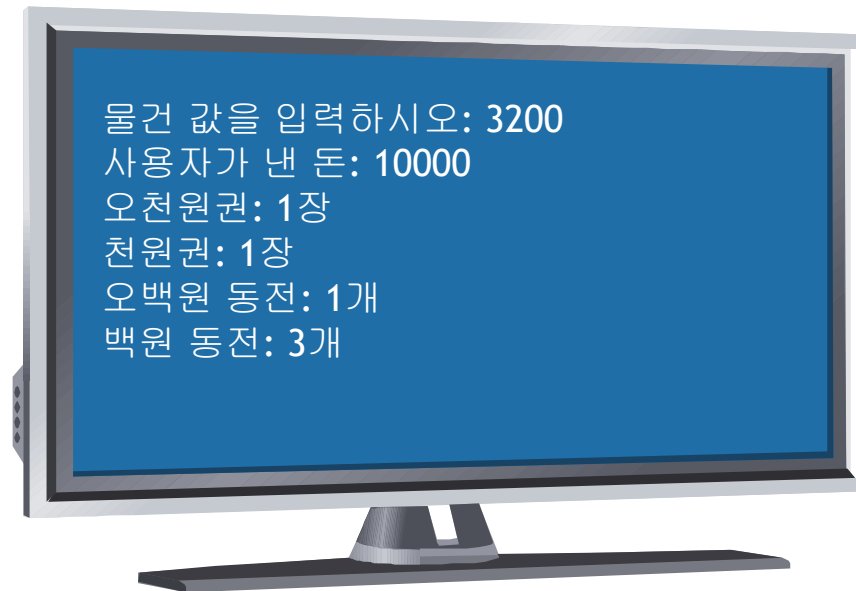 물건 값을 입력하시오: 3200
사용자가 낸 돈: 10000
오천원권: 1장
천원권: 1장
오백원 동전: 1개
백원 동전: 3개